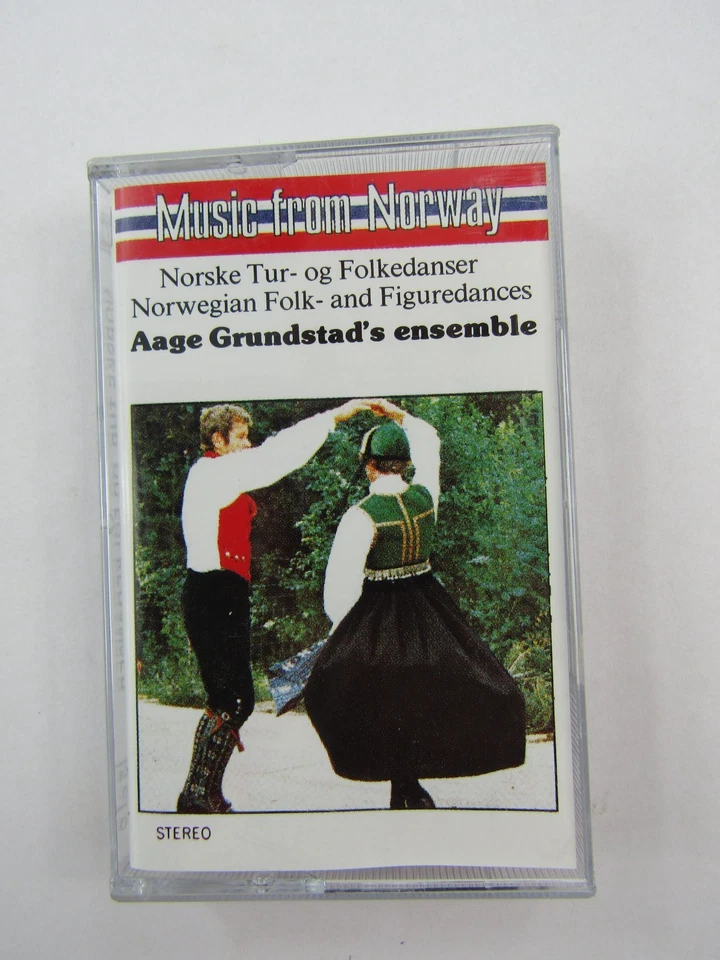 Music from Norway
Norske Tur- og Folkedanser
Norwegian Folk- and Figuredances
Aage Grundstad's ensemble
STEREO